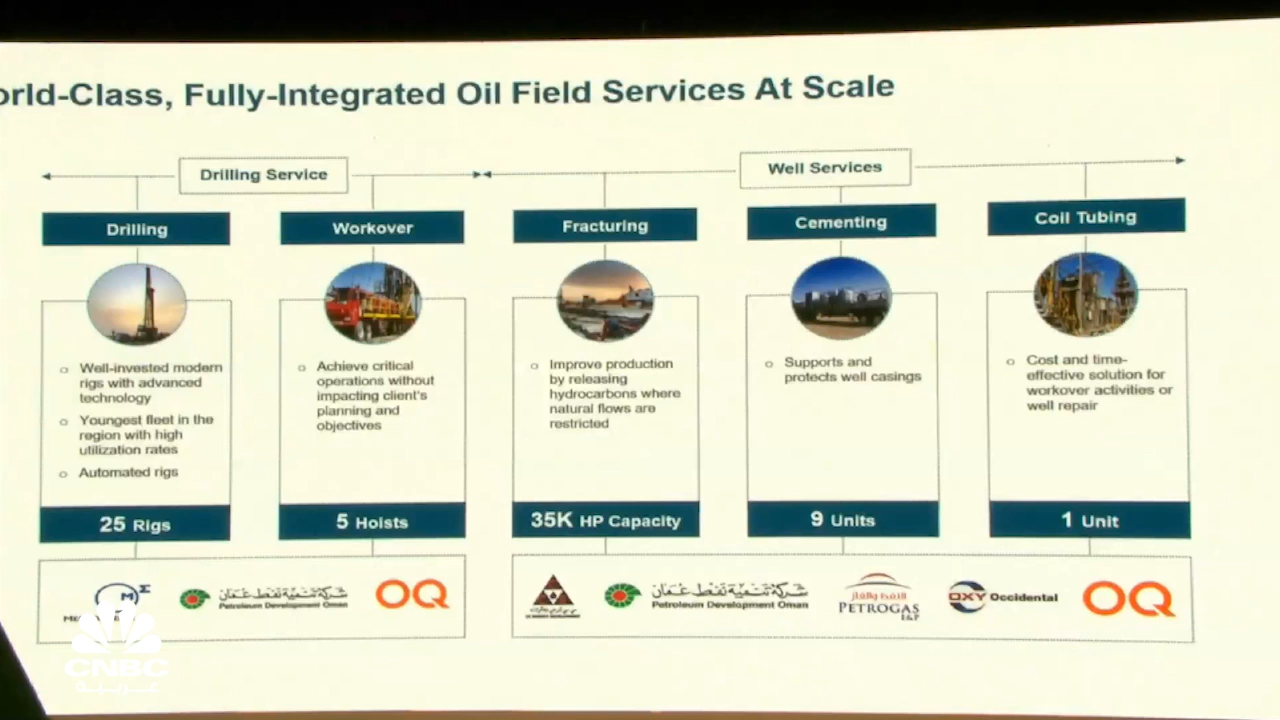 orld-Class, Fully-Integrated Oil Field Services At Scale
Drilling Service
Well Services
Drilling
Workover
Fracturing
Cementing
Coil Tubing
o Well-invested modern
rigs with advanced
technology
o Youngest fleet in the
region with high
utilization rates
o Automated rigs
o Achieve critical
operations without
impacting client's
planning and
objectives
o Improve production
by releasing
hydrocarbons where
natural flows are
restricted
o Supports and
protects well casings
o Cost and time-
effective solution for
workover activities or
well repair
25 Rigs
5 Hoists
35K HP Capacity
9 Units
1 Unit
شركة تنمية نفط عمان
Petroleum Development Oman
OQ
شركة تنمية نفط عمان
Petroleum Development Oman
النفط والغاز
PETROGAS
E&P
OXY Occidental
OQ
CNBC
عربية